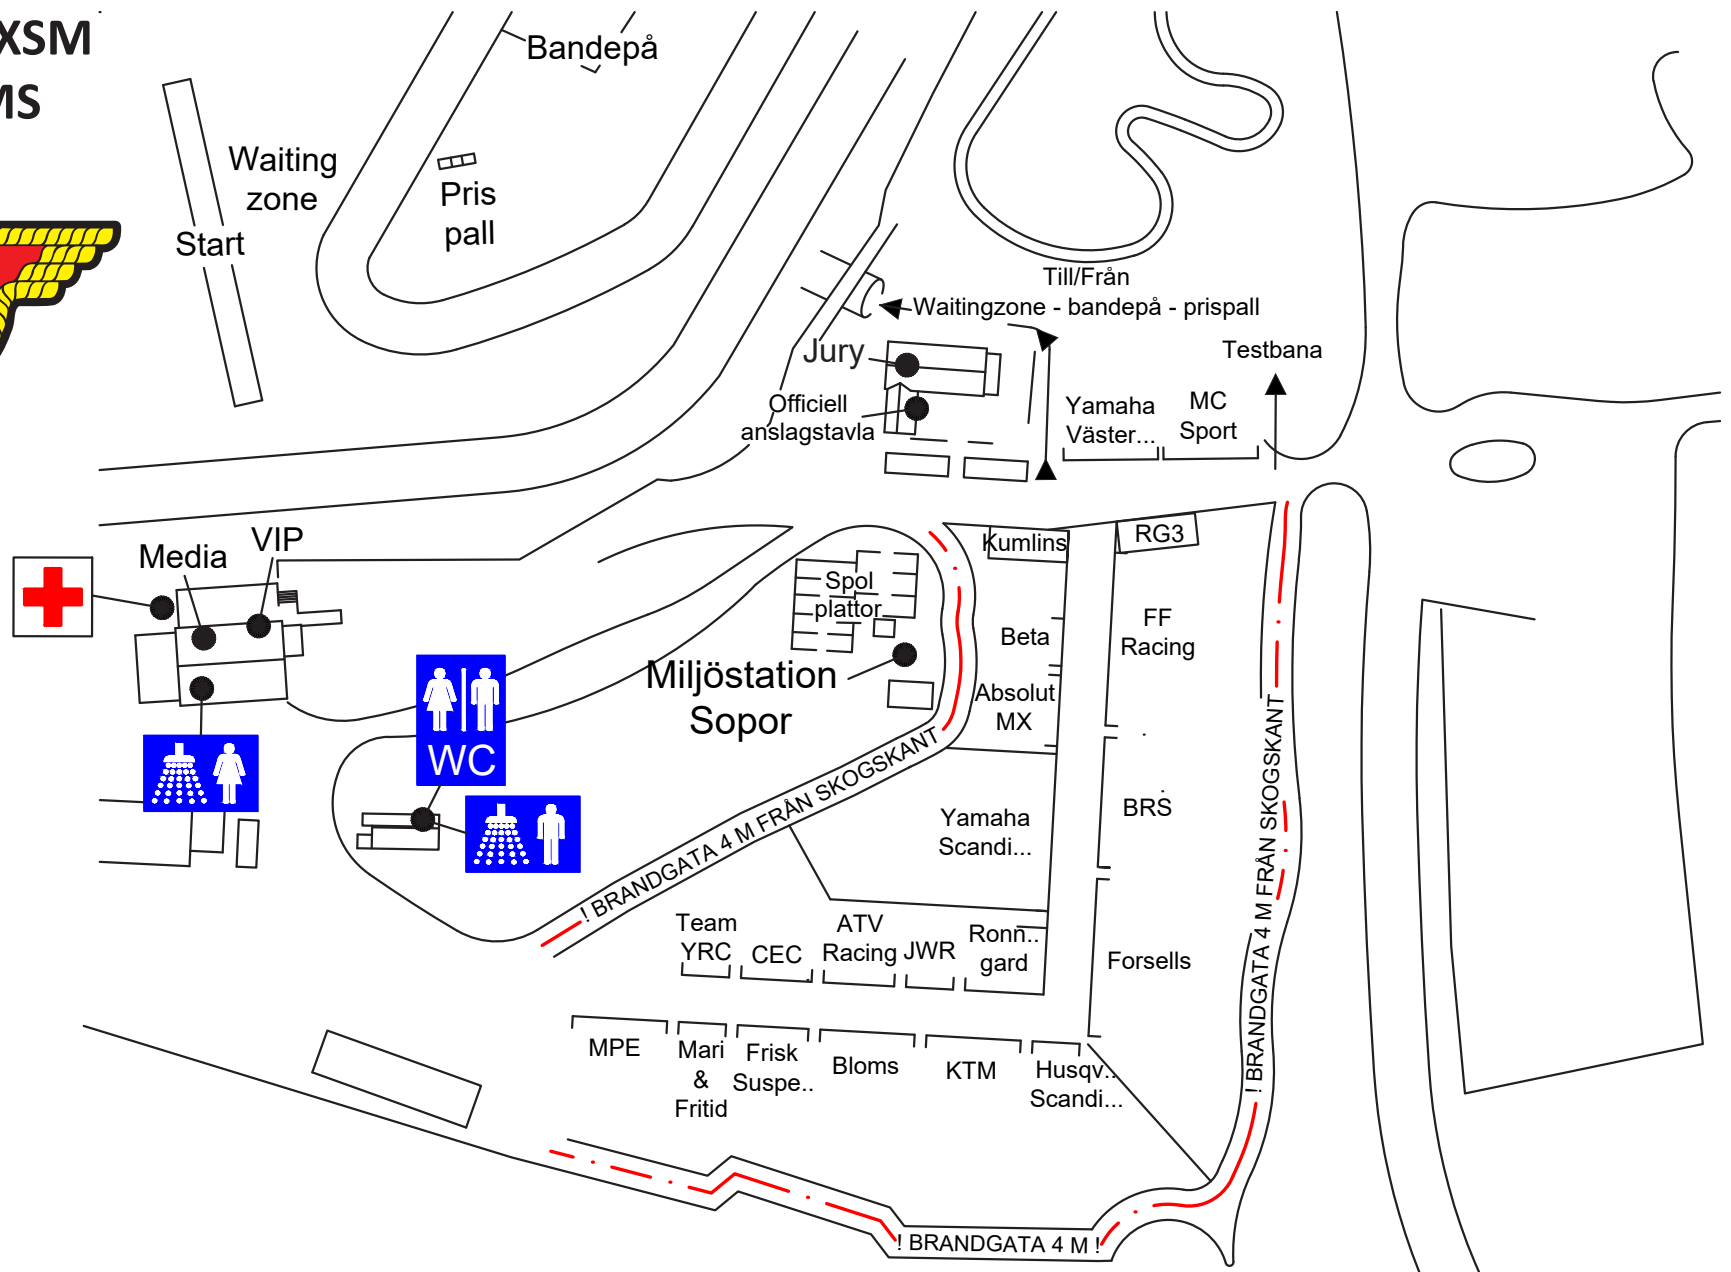 XSM
MS
Bandepå
Waiting
zone
Pris
pall
Start
Till/Från
Waitingzone - bandepå - prispall
Jury
Testbana
Officiell
anslagstavla
Yamaha
Väster...
MC
Sport
VIP
Media
Kumlins
RG3
Spol
plattor
Beta
FF
Racing
Miljöstation
Sopor
Absolut
MX
WC
Yamaha
Scandi...
BRS
! BRANDGATA 4 M FRÅN SKOGSKANT
! BRANDGATA 4 M FRÅN SKOGSKANT
Team
YRC
CEC
ATV
Racing
JWR
Ronn..
gard
Forsells
MPE
Mari
&
Fritid
Frisk
Suspe..
Bloms
KTM
Husqv..
Scandi...
! BRANDGATA 4 M
! BRANDGATA 4 M !